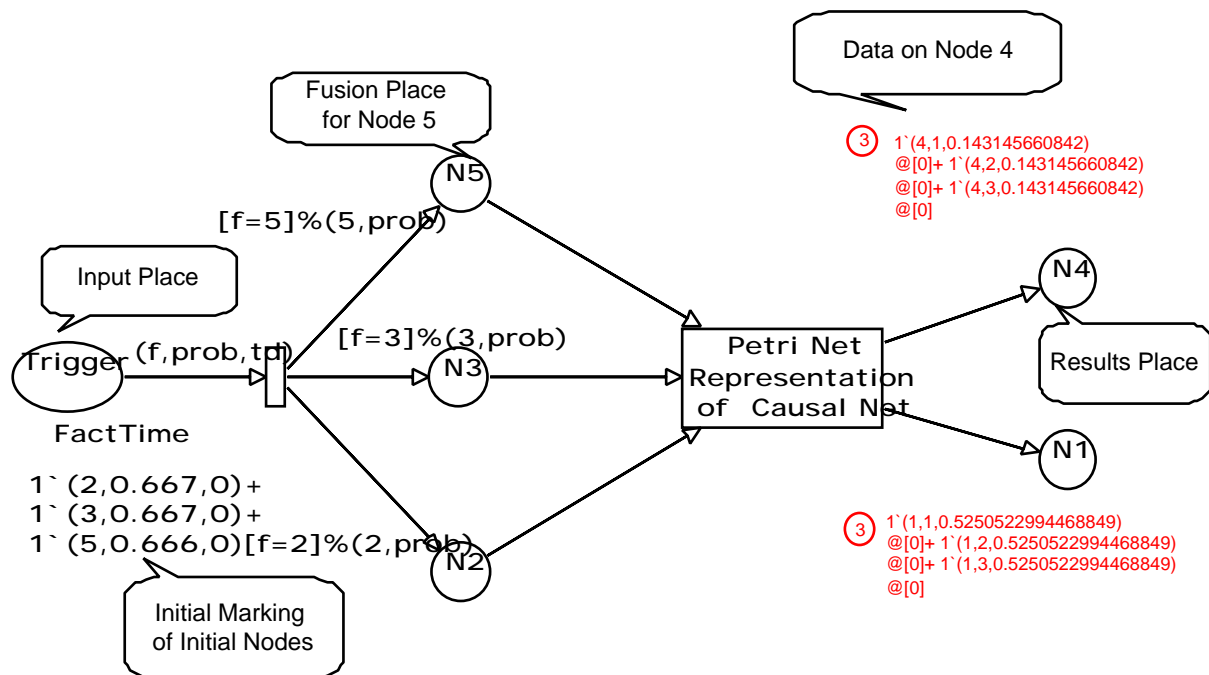 Data on Node 4
Fusion Place
for Node 5
3
1`(4,1,0.143145660842)
@[0]+ 1`(4,2,0.143145660842)
@[0]+ 1`(4,3,0.143145660842)
@[0]
N5
[f=5]%(5,prob)
Input Place
N4
[f=3]%(3,prob)
Trigger
(f,prob,td)
N3
Petri Net
Representation
of Causal Net
Results Place
FactTime
N1
1`(2,0.667,0)+
1`(3,0.667,0)+
1`(5,0.666,0)
[f=2]%(2,prob)
N2
3
1`(1,1,0.5250522994468849)
@[0]+ 1`(1,2,0.5250522994468849)
@[0]+ 1`(1,3,0.5250522994468849)
@[0]
Initial Marking
of Initial Nodes